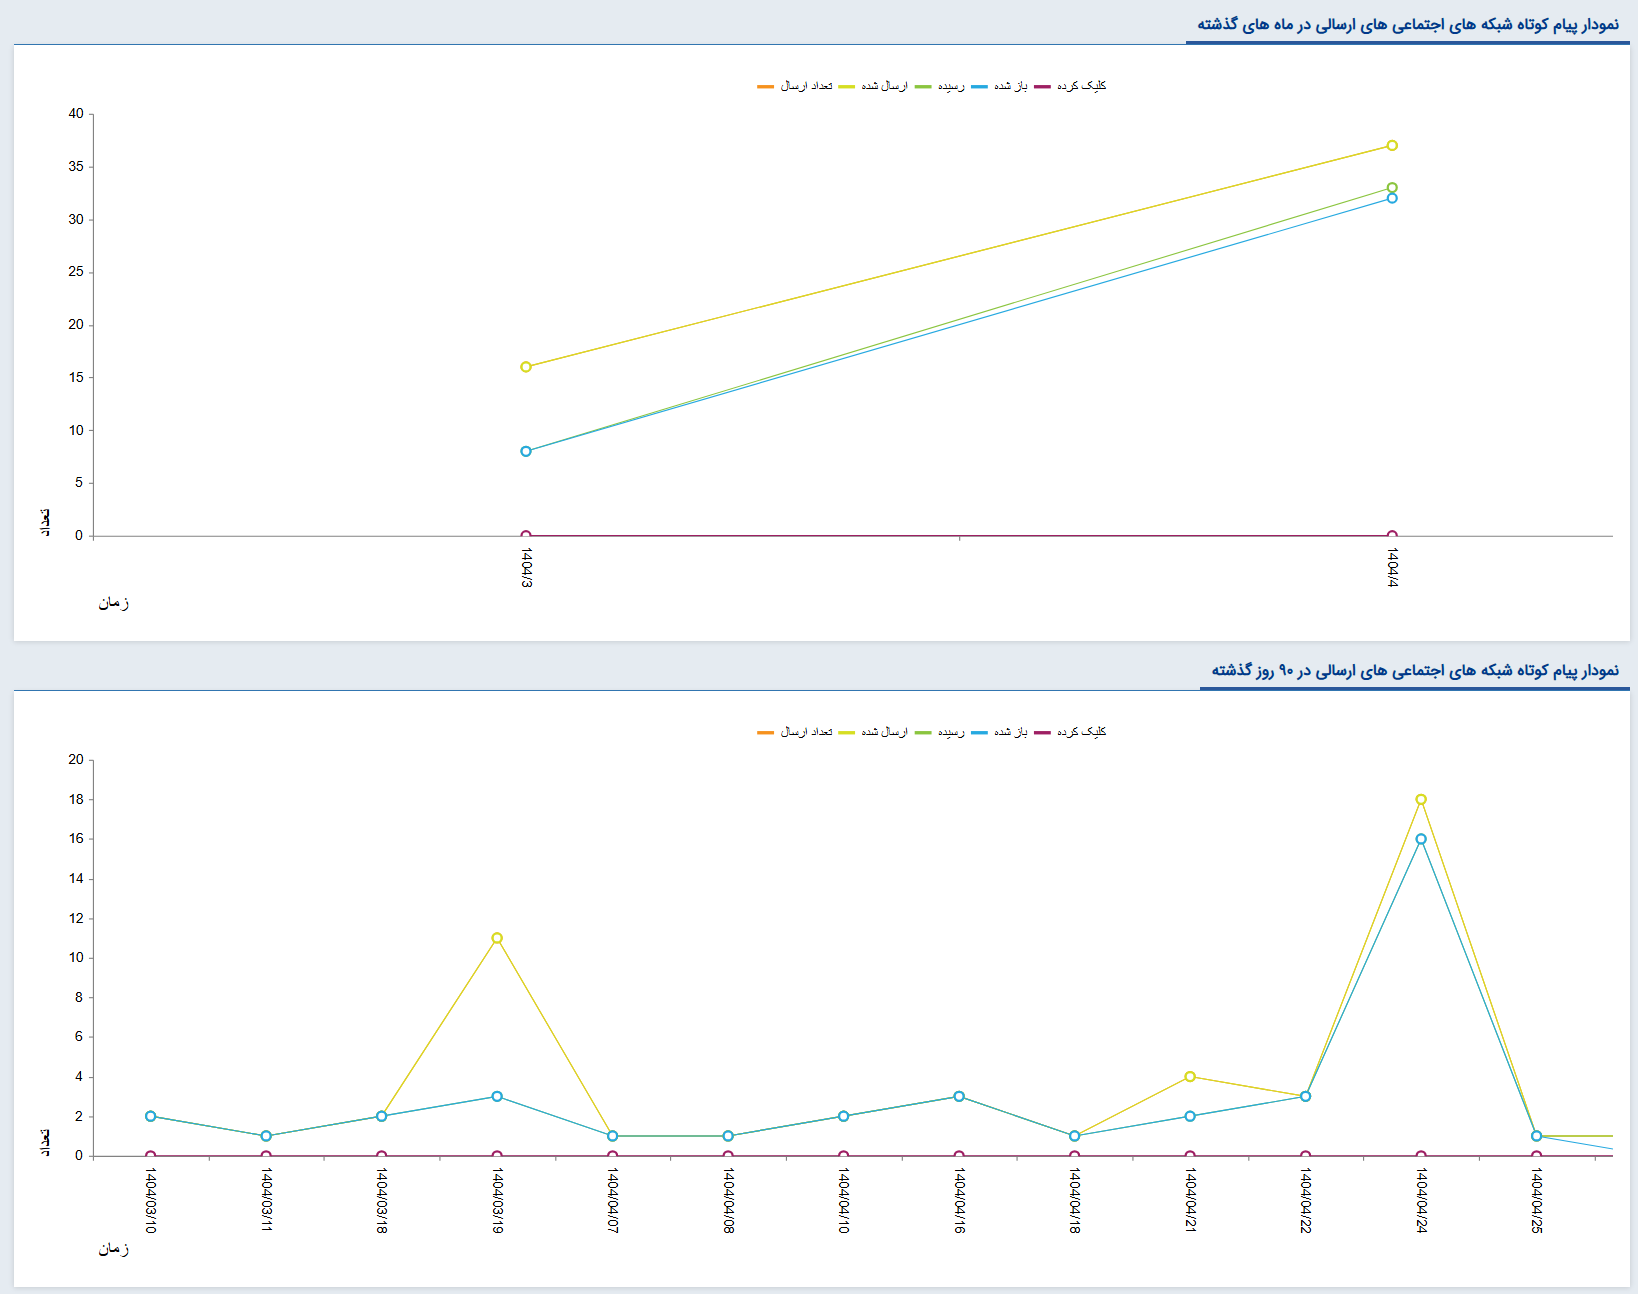 نمودار پیام کوتاه شبکه های اجتماعی های ارسالی در ماه های گذشته
تعداد ارسال ارسال شده رسیده باز شده کلیک کرده
40
35
30
25
20
15
10
5
0
تعداد
1404/3 1404/4
زمان
نمودار پیام کوتاه شبکه های اجتماعی های ارسالی در ۹۰ روز گذشته
تعداد ارسال ارسال شده رسیده باز شده کلیک کرده
20
18
16
14
12
10
8
6
4
2
0
تعداد
1404/03/10 1404/03/11 1404/03/18 1404/03/19 1404/04/07 1404/04/08 1404/04/10 1404/04/16 1404/04/18 1404/04/21 1404/04/22 1404/04/24 1404/04/25
زمان